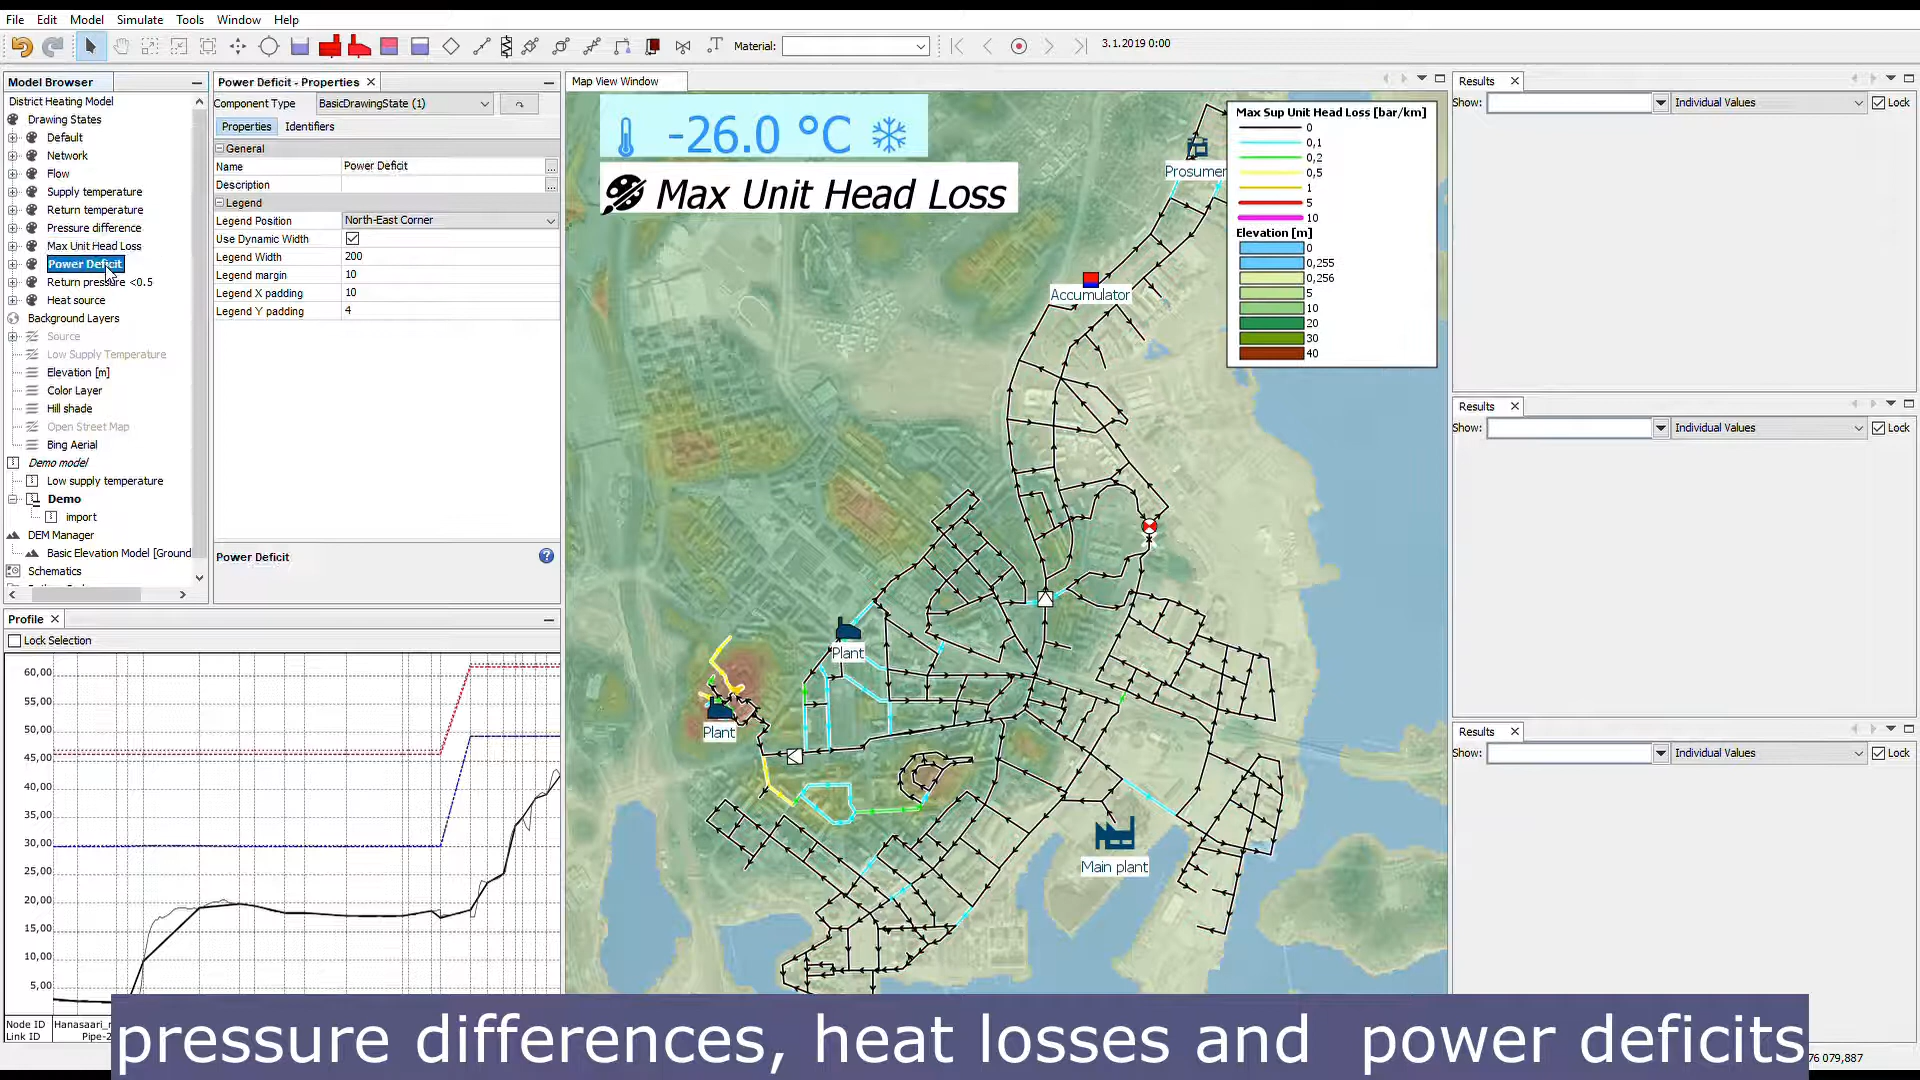 File Edit Model Simulate Tools Window Help
Material:
3.1.2019 0:00
Model Browser
District Heating Model
Drawing States
Default
Network
Flow
Supply temperature
Return temperature
Pressure difference
Max Unit Head Loss
Power Deficit
Return pressure <0.5
Heat source
Background Layers
Source
Low Supply Temperature
Elevation [m]
Color Layer
Hill shade
Open Street Map
Bing Aerial
Demo model
Low supply temperature
Demo
import
DEM Manager
Basic Elevation Model [Ground
Schematics
Power Deficit - Properties
Component Type BasicDrawingState (1)
Properties Identifiers
General
Name Power Deficit
Description
Legend
Legend Position North-East Corner
Use Dynamic Width
Legend Width 200
Legend margin 10
Legend X padding 10
Legend Y padding 4
Power Deficit
Profile
Lock Selection
60,00
55,00
50,00
45,00
40,00
35,00
30,00
25,00
20,00
15,00
10,00
5,00
Node ID Hanasaari_
Link ID Pipe-2
Map View Window
-26.0 °C
Max Unit Head Loss
Max Sup Unit Head Loss [bar/km]
0
0,1
0,2
0,5
1
5
10
Elevation [m]
0
0,255
0,256
5
10
20
30
40
Prosumer
Accumulator
Plant
Plant
Main plant
Results
Show: Individual Values Lock
Results
Show: Individual Values Lock
Results
Show: Individual Values Lock
76 079,887
pressure differences, heat losses and power deficits